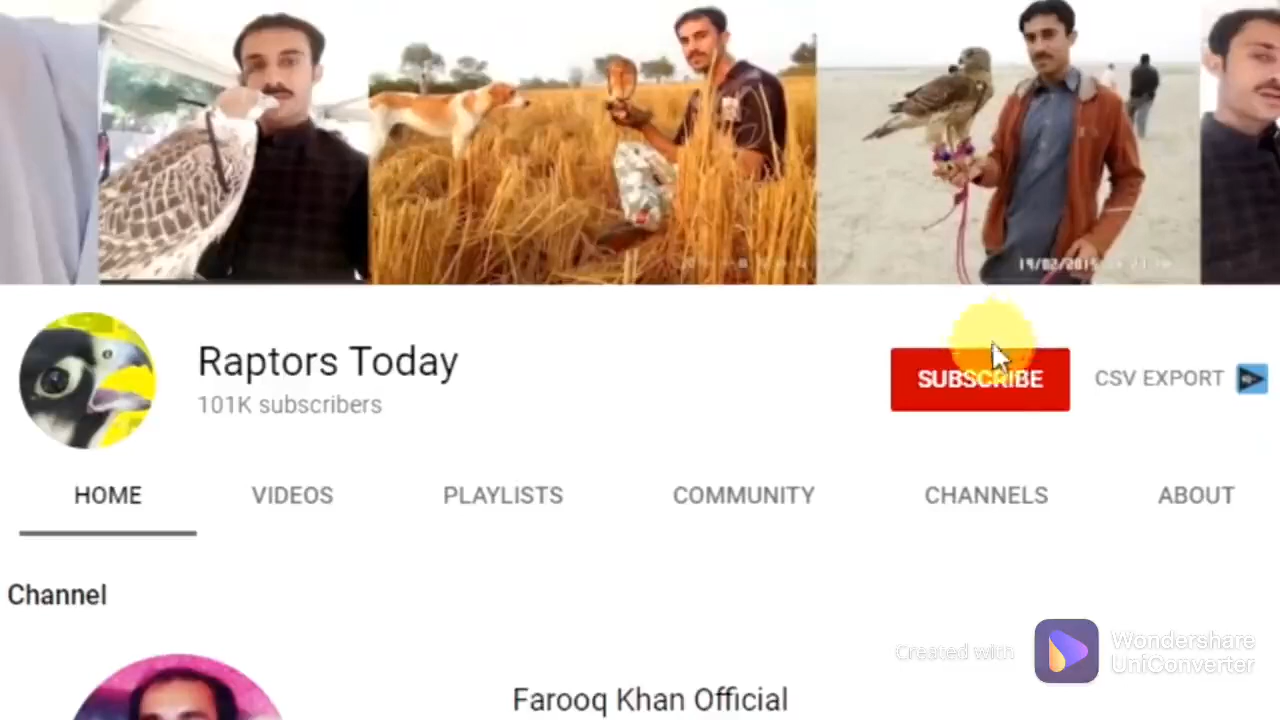 Raptors Today
101K subscribers
SUBSCRIBE
CSV EXPORT
HOME VIDEOS PLAYLISTS COMMUNITY CHANNELS ABOUT
Channel
Created with
Wondershare
UniConverter
Farooq Khan Official